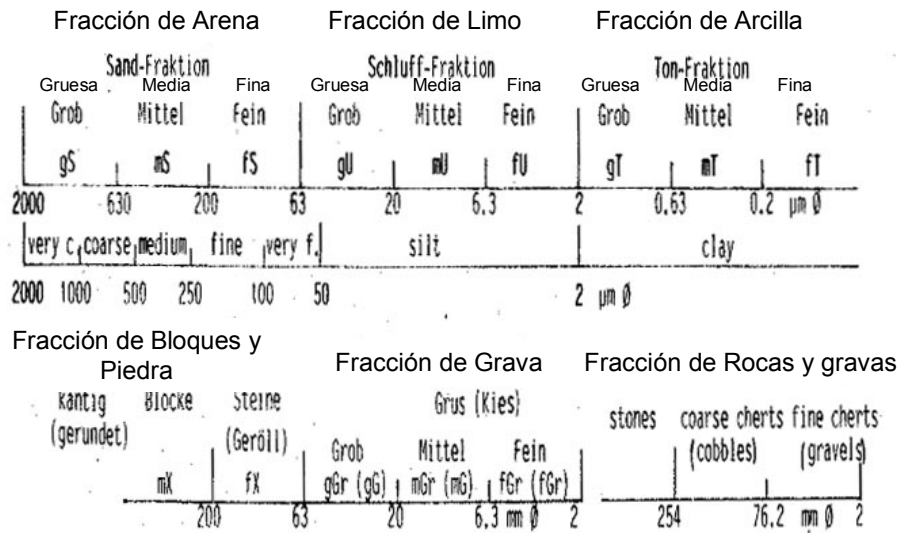 Fracción de Arena Fracción de Limo Fracción de Arcilla
Sand-Fraktion Schluff-Fraktion Ton-Fraktion
Gruesa Media Fina Gruesa Media Fina Gruesa Media Fina
Grob Mittel Fein Grob Mittel Fein Grob Mittel Fein
gS mS fS gU mU fU gT mT fT
2000 630 200 63 20 6.3 2 0.63 0.2 µm Ø
very c. coarse medium fine very f. silt clay
2000 1000 500 250 100 50 2 µm Ø
Fracción de Bloques y
Piedra
Fracción de Grava Fracción de Rocas y gravas
kantig Blöcke Steine Grus (Kies)
(gerundet) (Geröll) stones coarse cherts fine cherts
(cobbles) (gravels)
Grob Mittel Fein
mX fX gGr (gG) mGr (mG) fGr (fGr)
200 63 20 6.3 mm Ø 2 254 76.2 mm Ø 2